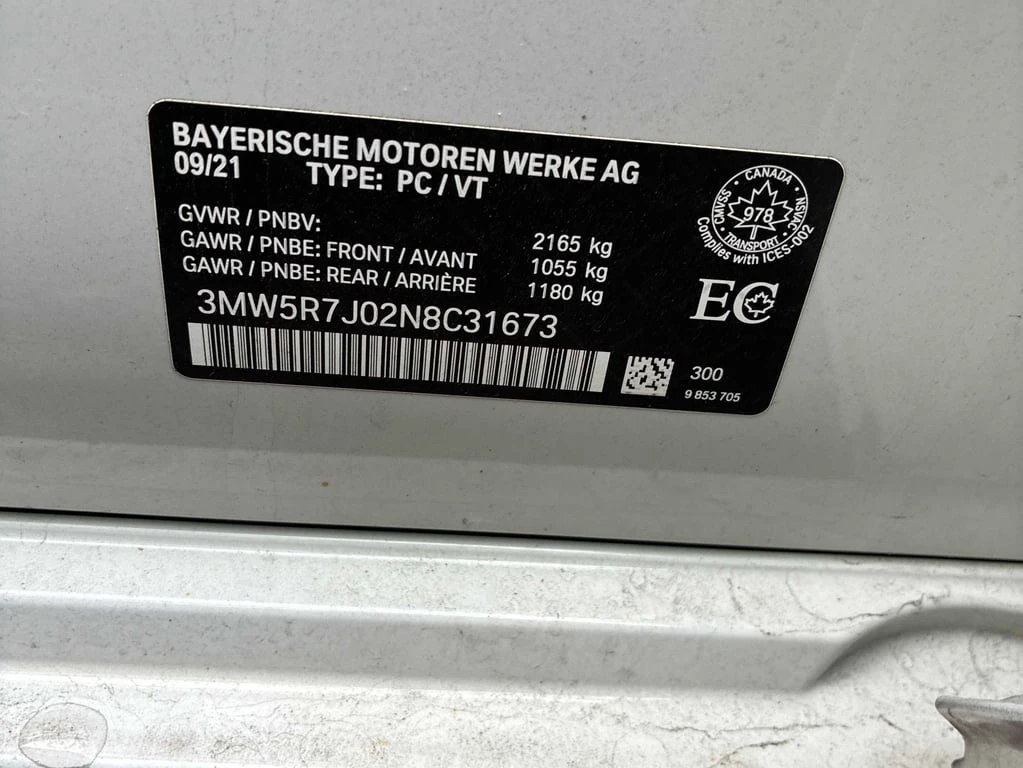 BAYERISCHE MOTOREN WERKE AG
09/21 TYPE: PC / VT
GVWR / PNBV: 2165 kg
GAWR / PNBE: FRONT / AVANT 1055 kg
GAWR / PNBE: REAR / ARRIÈRE 1180 kg
3MW5R7J02N8C31673
CMVSS • CANADA • NSVAC
978
• TRANSPORT •
Complies with ICES-002
EC
300
9 853 705